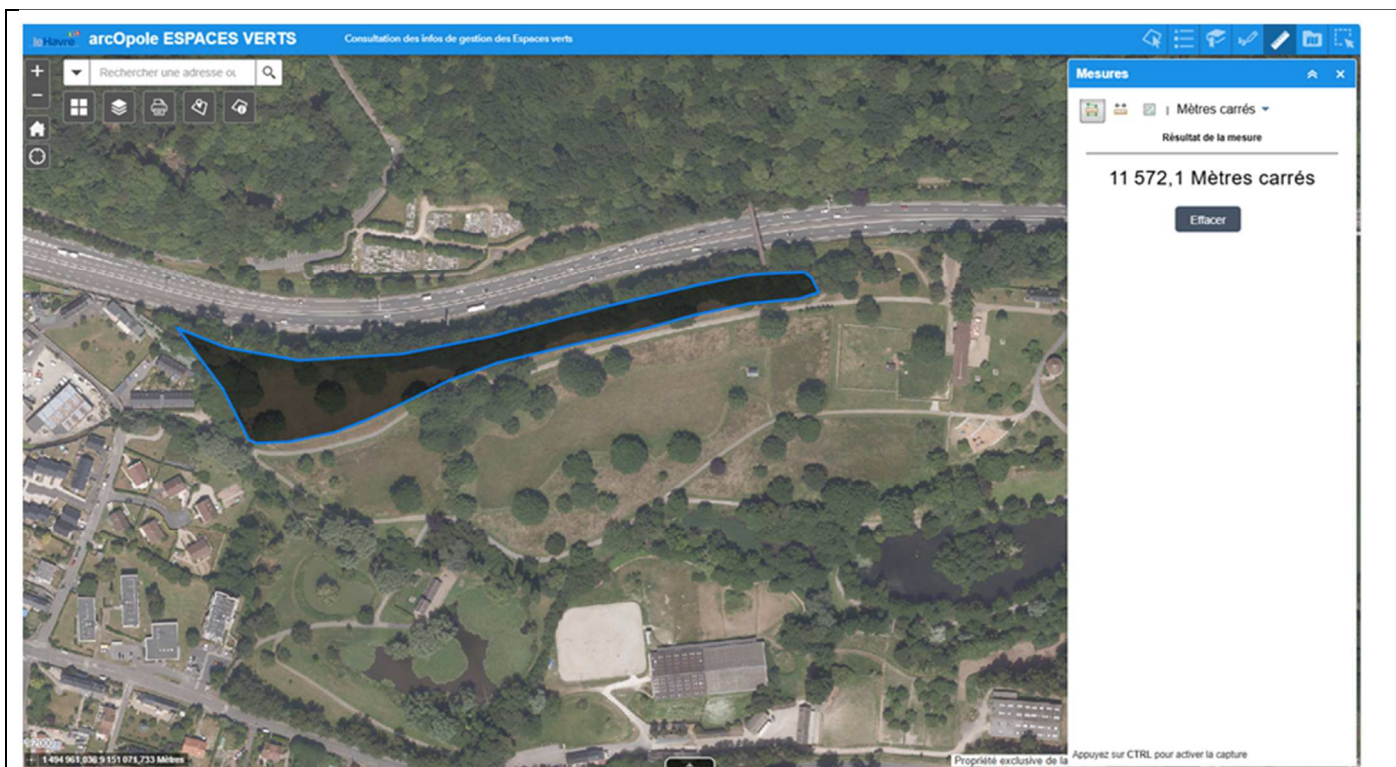 leHavre arcOpole ESPACES VERTS Consultation des infos de gestion des Espaces verts
Rechercher une adresse ou
Mesures
Mètres carrés
Résultat de la mesure
11 572,1 Mètres carrés
Effacer
1 494 961,036 9 151 071,733 Mètres
Propriété exclusive de la
Appuyez sur CTRL pour activer la capture